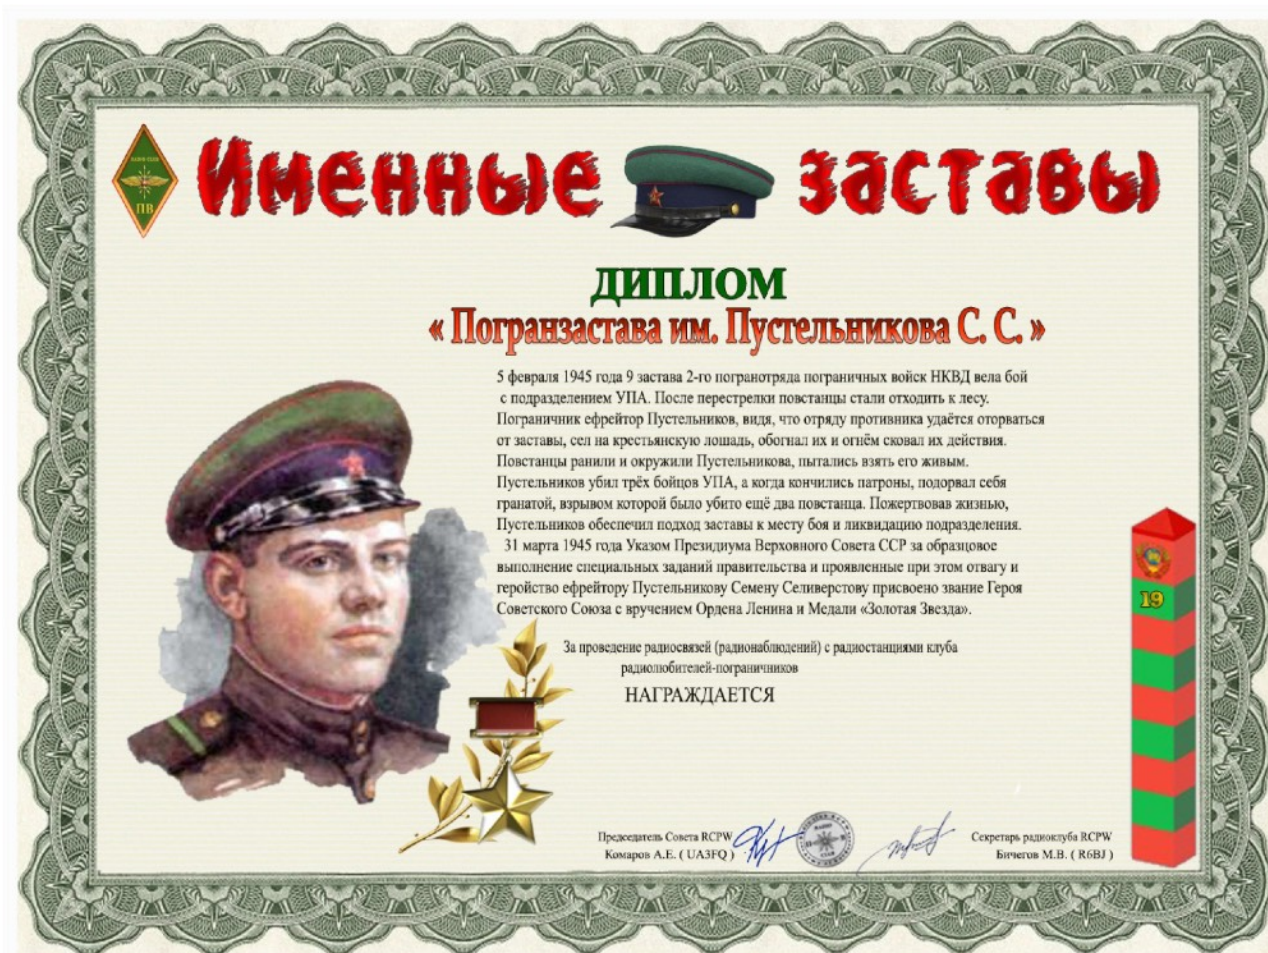 Именные заставы
ПВ
ДИПЛОМ
« Погранзастава им. Пустельникова С. С. »
5 февраля 1945 года 9 застава 2-го погранотряда пограничных войск НКВД вела бой
с подразделением УПА. После перестрелки повстанцы стали отходить к лесу.
Пограничник ефрейтор Пустельников, видя, что отряду противника удаётся оторваться
от заставы, сел на крестьянскую лошадь, обогнал их и огнём сковал их действия.
Повстанцы ранили и окружили Пустельникова, пытались взять его живым.
Пустельников убил трёх бойцов УПА, а когда кончились патроны, подорвал себя
гранатой, взрывом которой было убито ещё два повстанца. Пожертвовав жизнью,
Пустельников обеспечил подход заставы к месту боя и ликвидацию подразделения.
31 марта 1945 года Указом Президиума Верховного Совета ССР за образцовое
выполнение специальных заданий правительства и проявленные при этом отвагу и
геройство ефрейтору Пустельникову Семену Селиверстову присвоено звание Героя
Советского Союза с вручением Ордена Ленина и Медали «Золотая Звезда».
19
За проведение радиосвязей (радионаблюдений) с радиостанциями клуба
радиолюбителей-пограничников
НАГРАЖДАЕТСЯ
Председатель Совета RCPW
Комаров А.Е. ( UA3FQ )
Секретарь радиоклуба RCPW
Бичегов М.В. ( R6BJ )